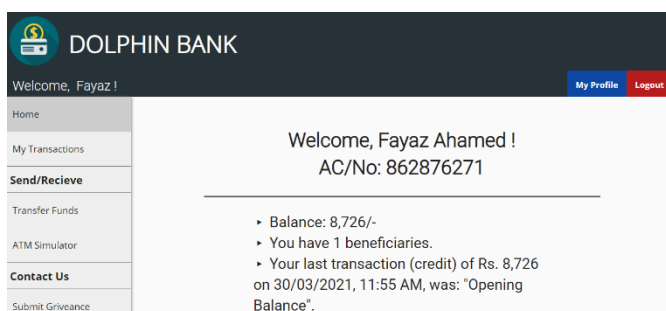 DOLPHIN BANK
Welcome, Fayaz !
My Profile
Logout
Home
My Transactions
Send/Recieve
Transfer Funds
ATM Simulator
Contact Us
Submit Griveance
Welcome, Fayaz Ahamed !
AC/No: 862876271
‣ Balance: 8,726/-
‣ You have 1 beneficiaries.
‣ Your last transaction (credit) of Rs. 8,726
on 30/03/2021, 11:55 AM, was: "Opening
Balance".